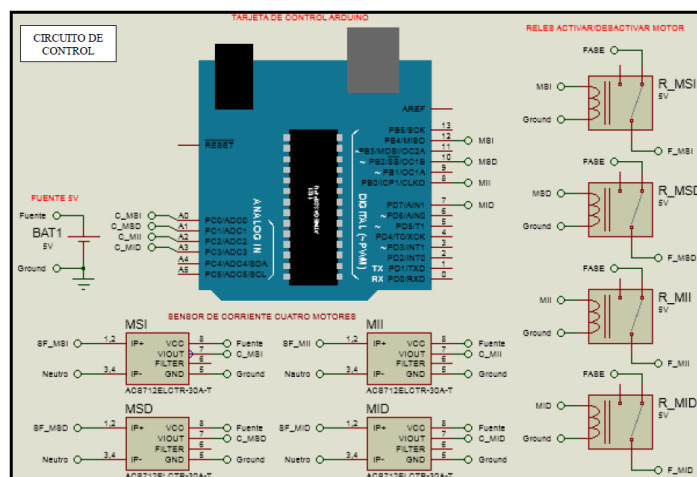 CIRCUITO DE
CONTROL
TARJETA DE CONTROL ARDUINO
RELES ACTIVAR/DESACTIVAR MOTOR
RESET
AREF
PB5/SCK 13
PB4/MISO 12 MSI
~ PB3/MOSI/OC2A 11
~ PB2/SS/OC1B 10 MSD
~ PB1/OC1A 9
PB0/ICP1/CLKO 8 MII
PD7/AIN1 7 MID
~ PD6/AIN0 6
~ PD5/T1 5
PD4/T0/XCK 4
~ PD3/INT1 3
PD2/INT0 2
TX PD1/TXD 1
RX PD0/RXD 0
DIGITAL (~PWM)
ANALOG IN
C_MSI A0 PC0/ADC0
C_MSD A1 PC1/ADC1
C_MII A2 PC2/ADC2
C_MID A3 PC3/ADC3
A4 PC4/ADC4/SDA
A5 PC5/ADC5/SCL
FUENTE 5V
Fuente
BAT1
5V
Ground
FASE
MSI
Ground
R_MSI
5V
F_MSI
FASE
MSD
Ground
R_MSD
5V
F_MSD
FASE
MII
Ground
R_MII
5V
F_MII
FASE
MID
Ground
R_MID
5V
F_MID
SENSOR DE CORRIENTE CUATRO MOTORES
MSI
SF_MSI 1,2 IP+ VCC 8 Fuente
VIOUT 7 C_MSI
FILTER 6
Neutro 3,4 IP- GND 5 Ground
ACS712ELCTR-30A-T
MII
SF_MII 1,2 IP+ VCC 8 Fuente
VIOUT 7 C_MII
FILTER 6
Neutro 3,4 IP- GND 5 Ground
ACS712ELCTR-30A-T
MSD
SF_MSD 1,2 IP+ VCC 8 Fuente
VIOUT 7 C_MSD
FILTER 6
Neutro 3,4 IP- GND 5 Ground
ACS712ELCTR-30A-T
MID
SF_MID 1,2 IP+ VCC 8 Fuente
VIOUT 7 C_MID
FILTER 6
Neutro 3,4 IP- GND 5 Ground
ACS712ELCTR-30A-T